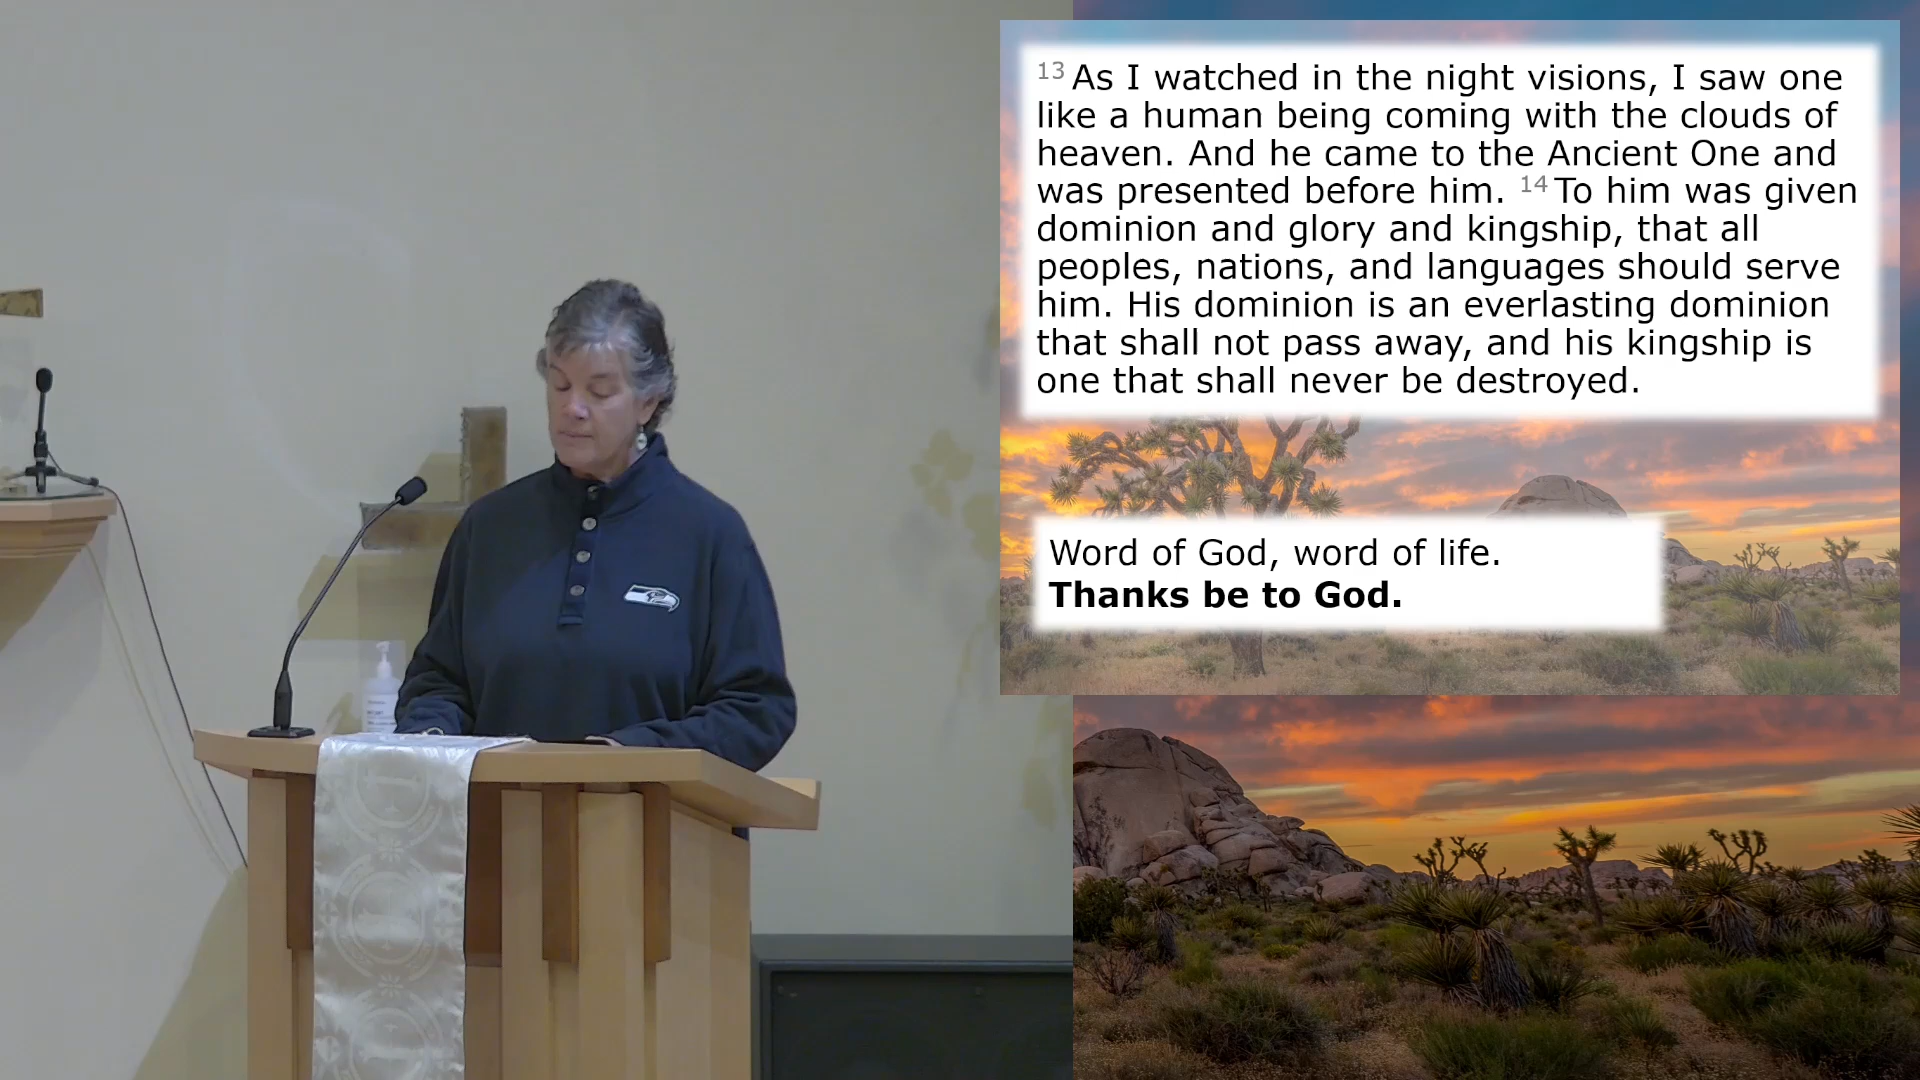 13 As I watched in the night visions, I saw one
like a human being coming with the clouds of
heaven. And he came to the Ancient One and
was presented before him. 14 To him was given
dominion and glory and kingship, that all
peoples, nations, and languages should serve
him. His dominion is an everlasting dominion
that shall not pass away, and his kingship is
one that shall never be destroyed.
Word of God, word of life.
Thanks be to God.